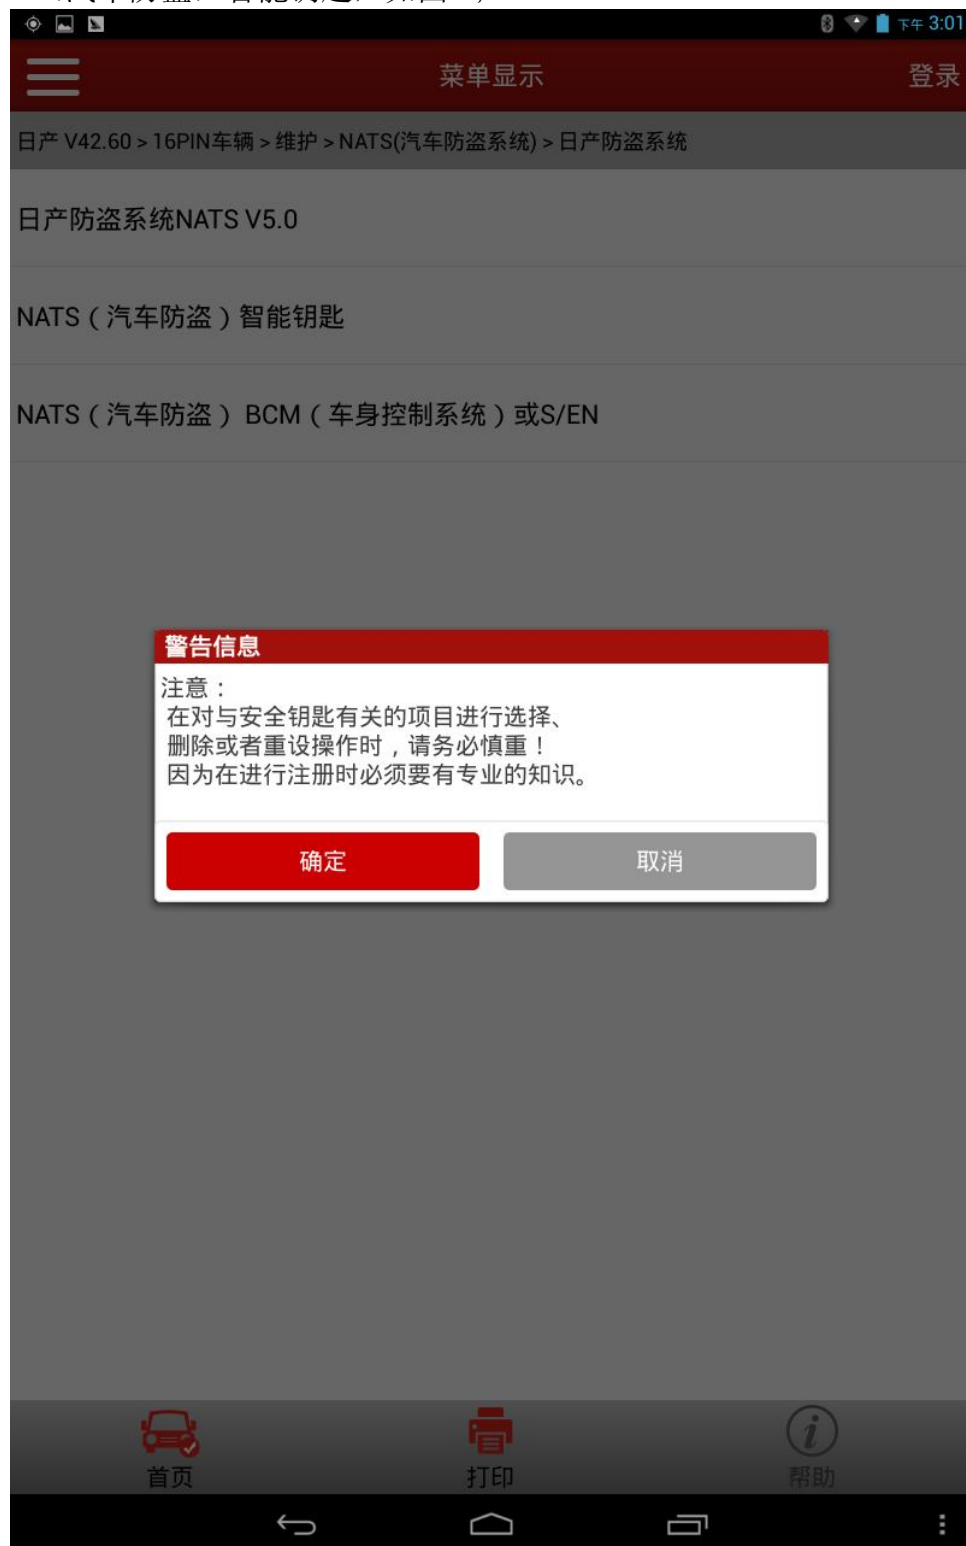 下午 3:01
菜单显示
登录
日产 V42.60 > 16PIN车辆 > 维护 > NATS(汽车防盗系统) > 日产防盗系统
日产防盗系统NATS V5.0
NATS（汽车防盗）智能钥匙
NATS（汽车防盗） BCM（车身控制系统）或S/EN
警告信息
注意：
在对与安全钥匙有关的项目进行选择、
删除或者重设操作时，请务必慎重！
因为在进行注册时必须要有专业的知识。
确定
取消
首页
打印
帮助